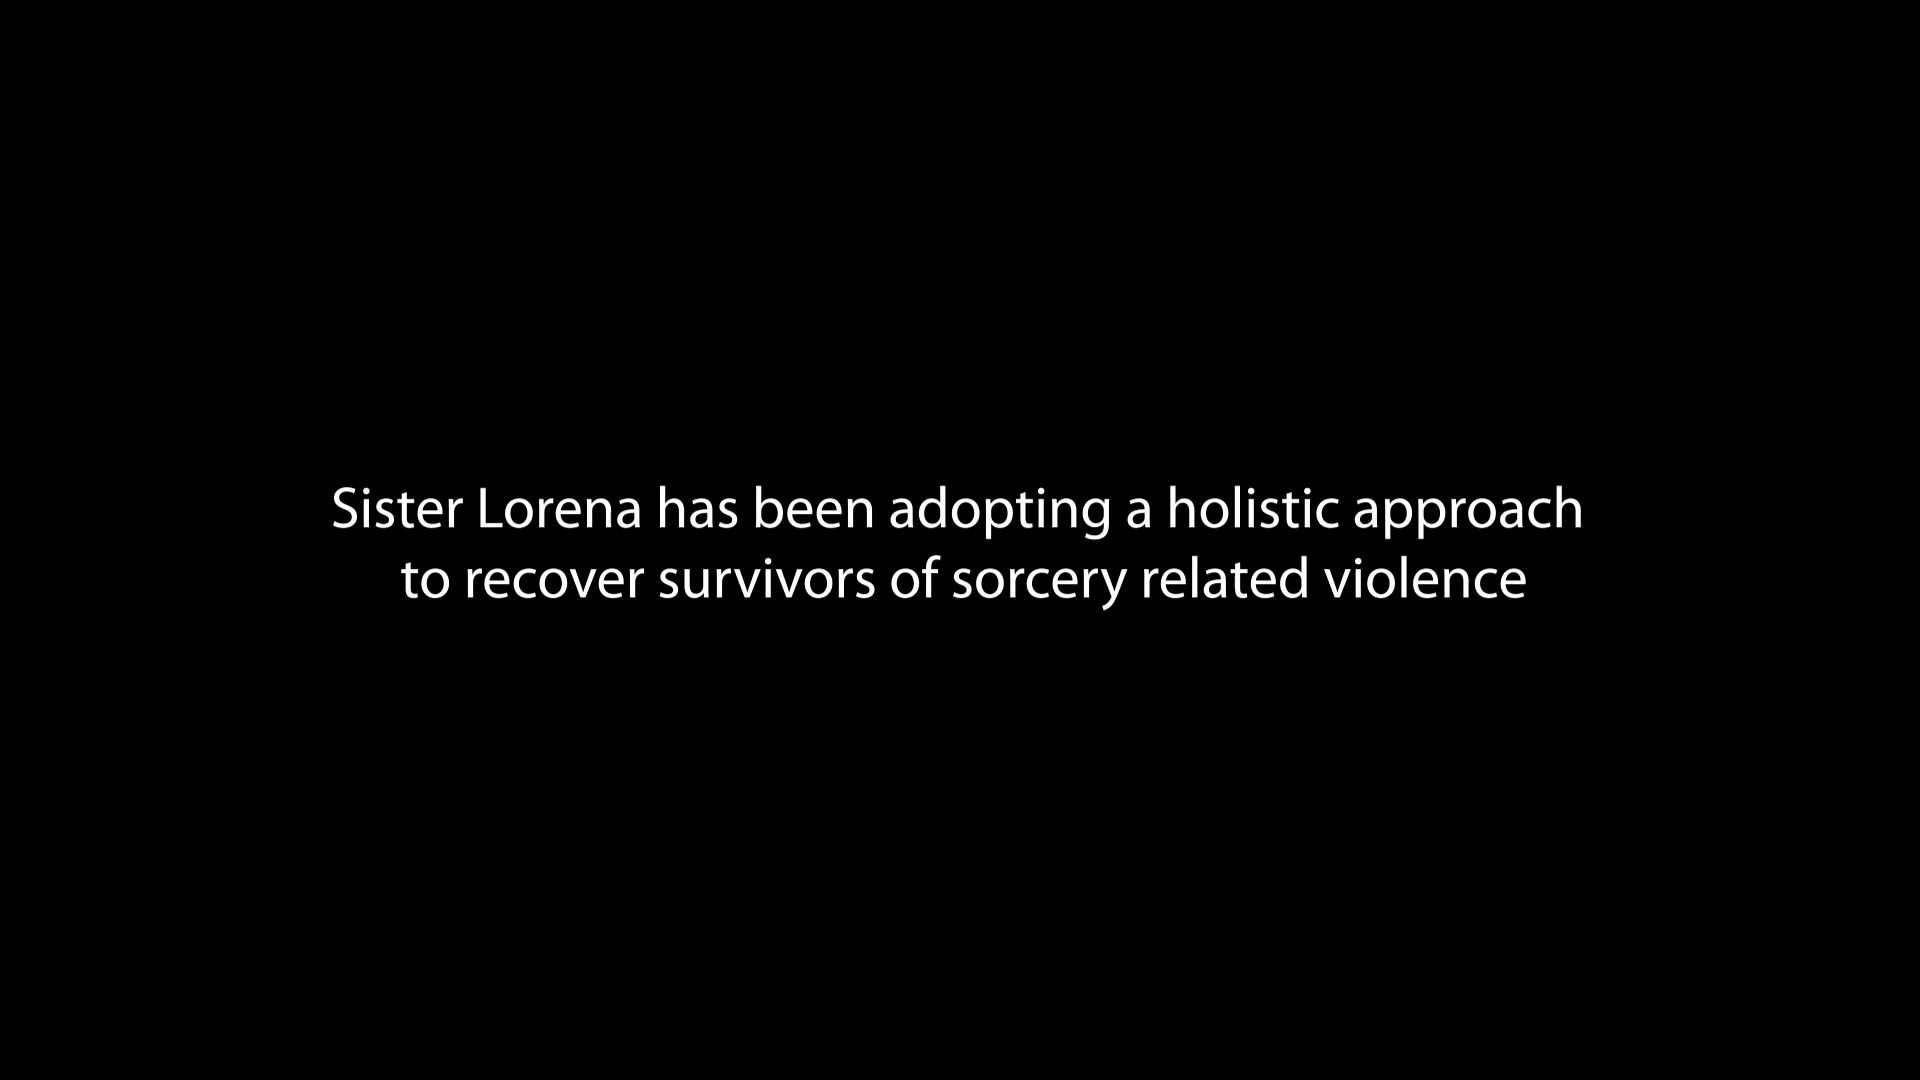 Sister Lorena has been adopting a holistic approach
to recover survivors of sorcery related violence